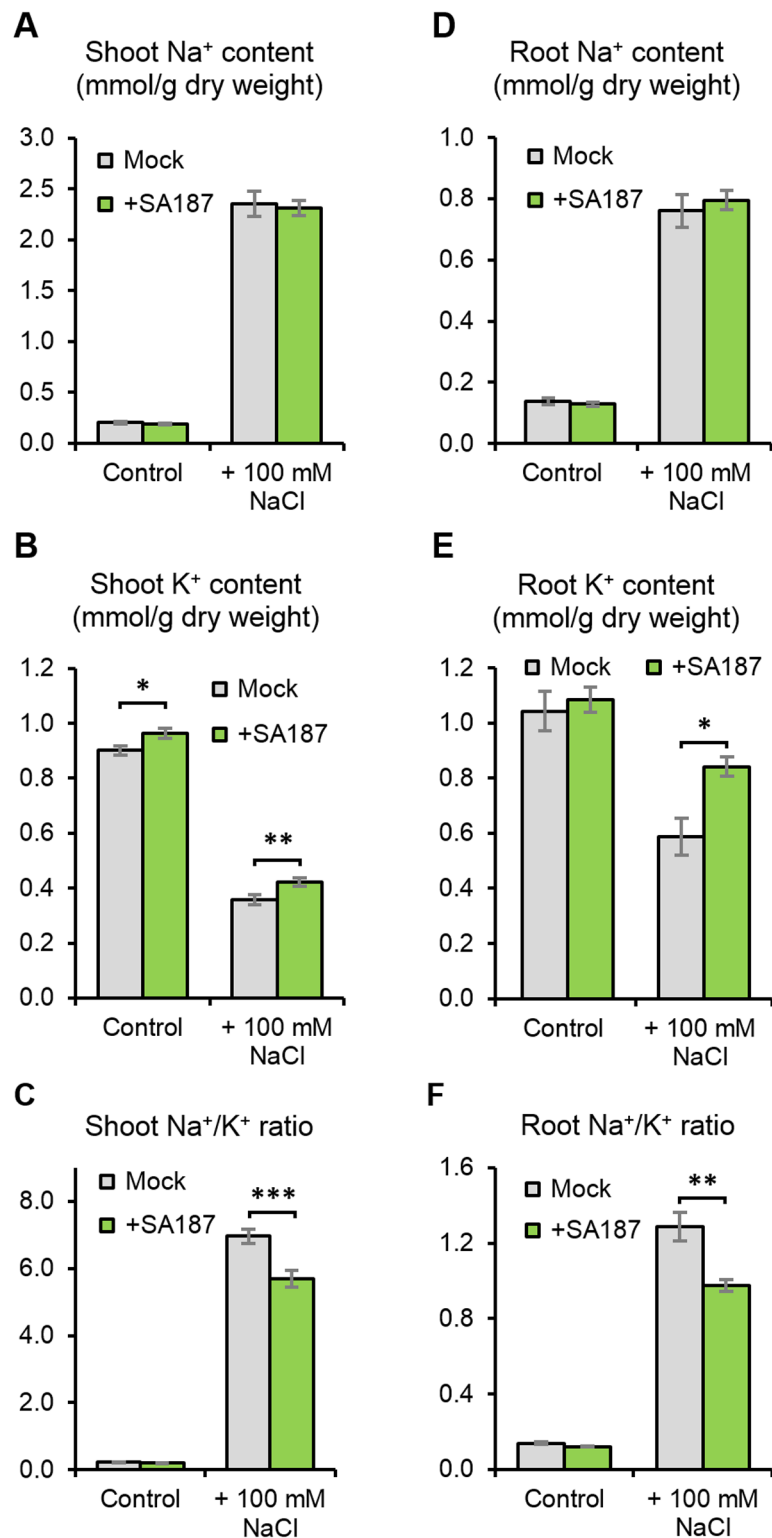 A
Shoot Na⁺ content
(mmol/g dry weight)
3.0
2.5
2.0
1.5
1.0
0.5
0.0
Mock
+SA187
Control
+ 100 mM
NaCl
D
Root Na⁺ content
(mmol/g dry weight)
1.0
0.8
0.6
0.4
0.2
0.0
Mock
+SA187
Control
+ 100 mM
NaCl
B
Shoot K⁺ content
(mmol/g dry weight)
1.2
1.0
0.8
0.6
0.4
0.2
0.0
*
Mock
+SA187
**
Control
+ 100 mM
NaCl
E
Root K⁺ content
(mmol/g dry weight)
1.2
1.0
0.8
0.6
0.4
0.2
0.0
Mock +SA187
*
Control
+ 100 mM
NaCl
C
Shoot Na⁺/K⁺ ratio
8.0
6.0
4.0
2.0
0.0
Mock
+SA187
***
Control
+ 100 mM
NaCl
F
Root Na⁺/K⁺ ratio
1.6
1.2
0.8
0.4
0.0
Mock
+SA187
**
Control
+ 100 mM
NaCl